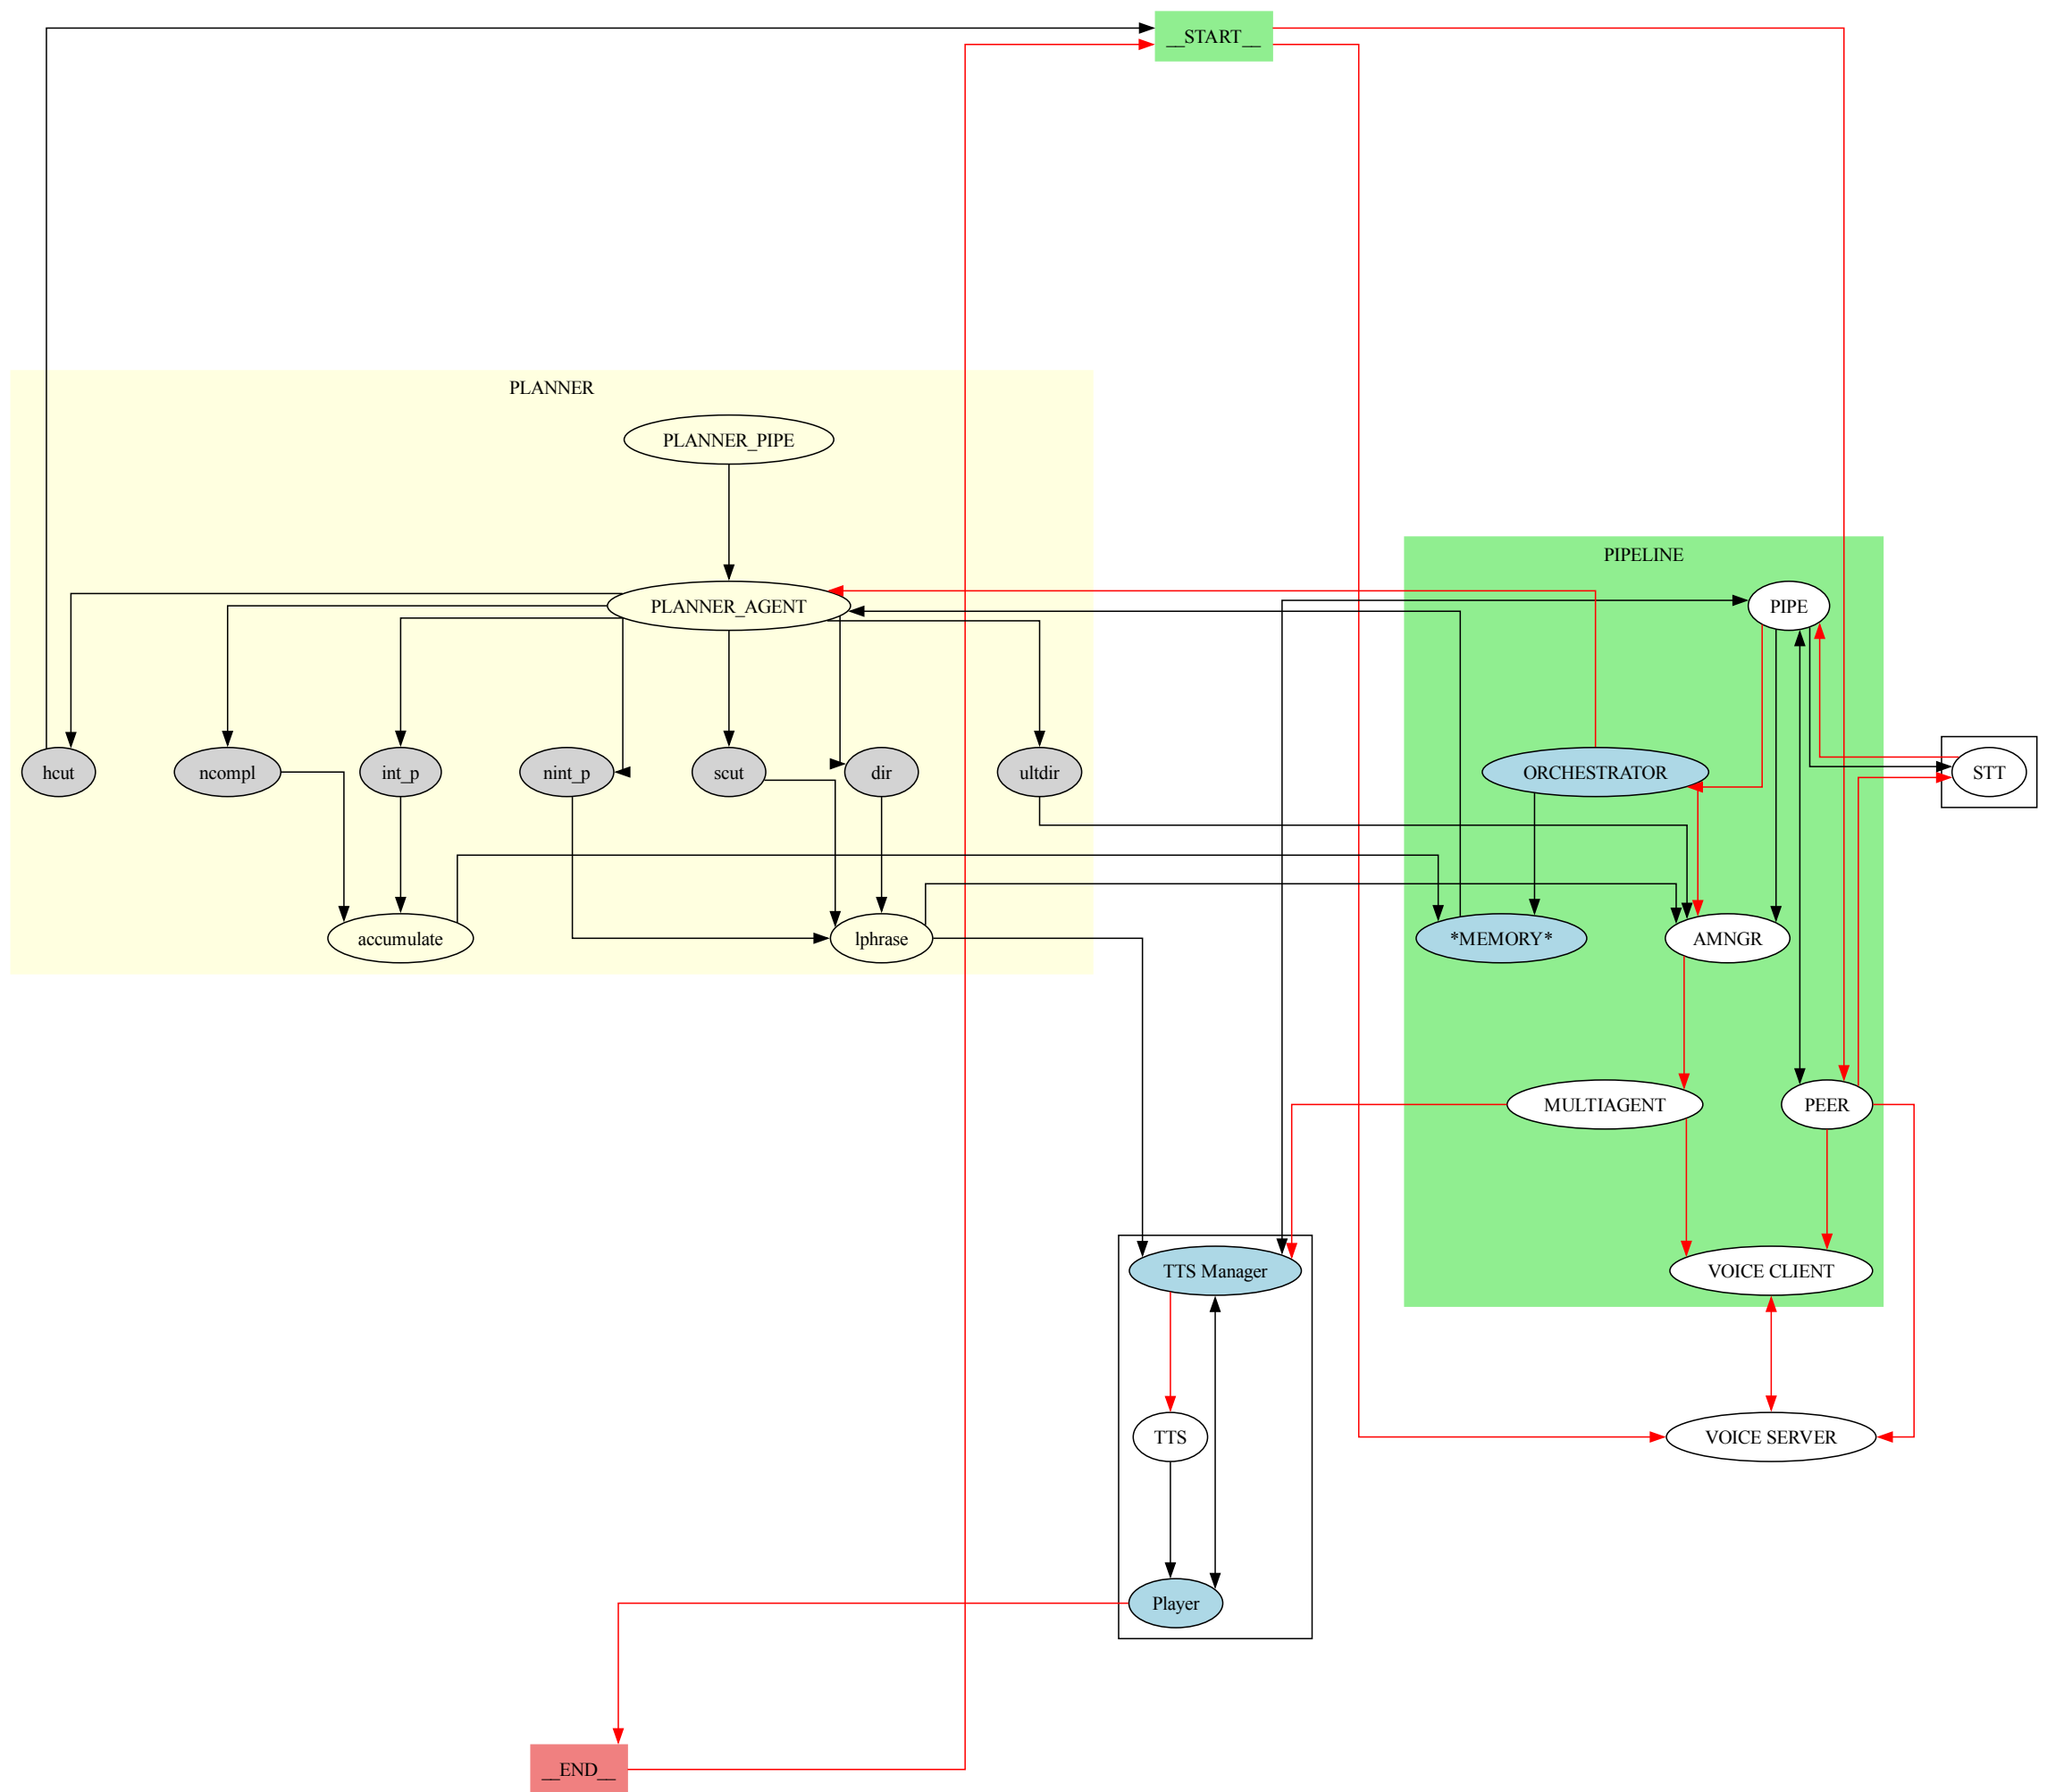 __START__
PLANNER
PLANNER_PIPE
PIPELINE
PLANNER_AGENT
PIPE
hcut
ncompl
int_p
nint_p
scut
dir
ultdir
ORCHESTRATOR
STT
accumulate
lphrase
*MEMORY*
AMNGR
MULTIAGENT
PEER
TTS Manager
VOICE CLIENT
TTS
VOICE SERVER
Player
__END__